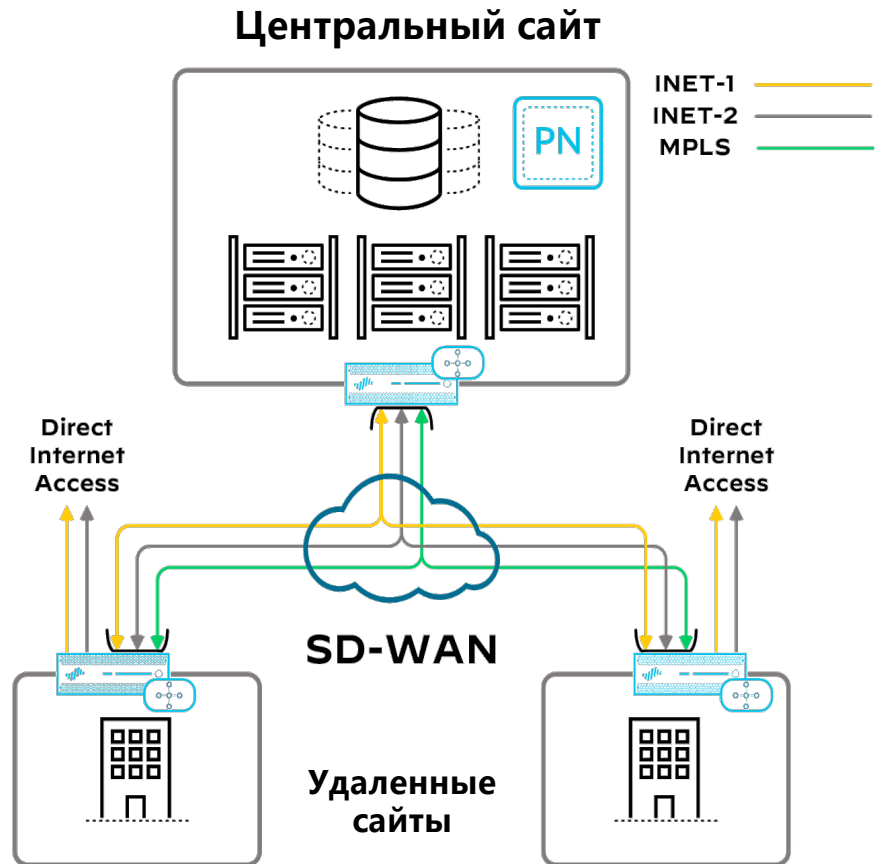 Центральный сайт
INET-1
INET-2
MPLS
PN
Direct
Internet
Access
Direct
Internet
Access
SD-WAN
Удаленные
сайты